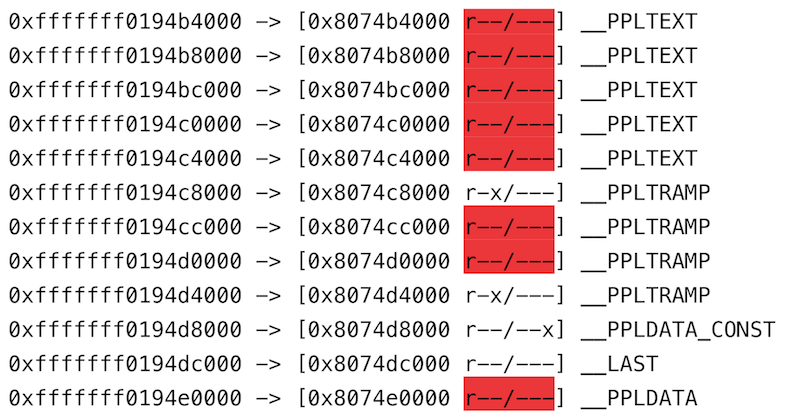 0xfffffff0194b4000 —> [0x8074b4000 r——/———] __PPLTEXT
0xfffffff0194b8000 —> [0x8074b8000 r——/———] __PPLTEXT
0xfffffff0194bc000 —> [0x8074bc000 r——/———] __PPLTEXT
0xfffffff0194c0000 —> [0x8074c0000 r——/———] __PPLTEXT
0xfffffff0194c4000 —> [0x8074c4000 r——/———] __PPLTEXT
0xfffffff0194c8000 —> [0x8074c8000 r-x/———] __PPLTRAMP
0xfffffff0194cc000 —> [0x8074cc000 r——/———] __PPLTRAMP
0xfffffff0194d0000 —> [0x8074d0000 r——/———] __PPLTRAMP
0xfffffff0194d4000 —> [0x8074d4000 r-x/———] __PPLTRAMP
0xfffffff0194d8000 —> [0x8074d8000 r——/——x] __PPLDATA_CONST
0xfffffff0194dc000 —> [0x8074dc000 r——/———] __LAST
0xfffffff0194e0000 —> [0x8074e0000 r——/———] __PPLDATA